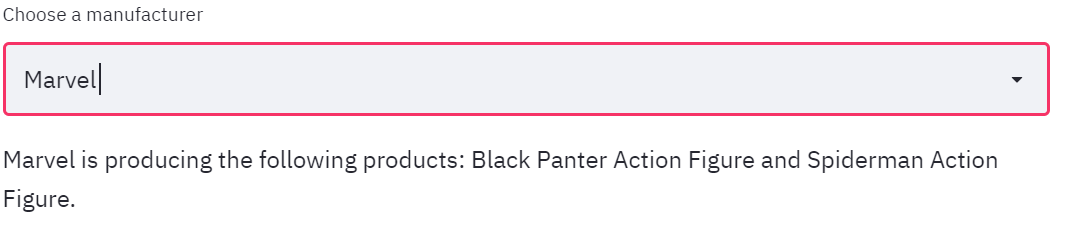 Choose a manufacturer
Marvel
Marvel is producing the following products: Black Panter Action Figure and Spiderman Action
Figure.